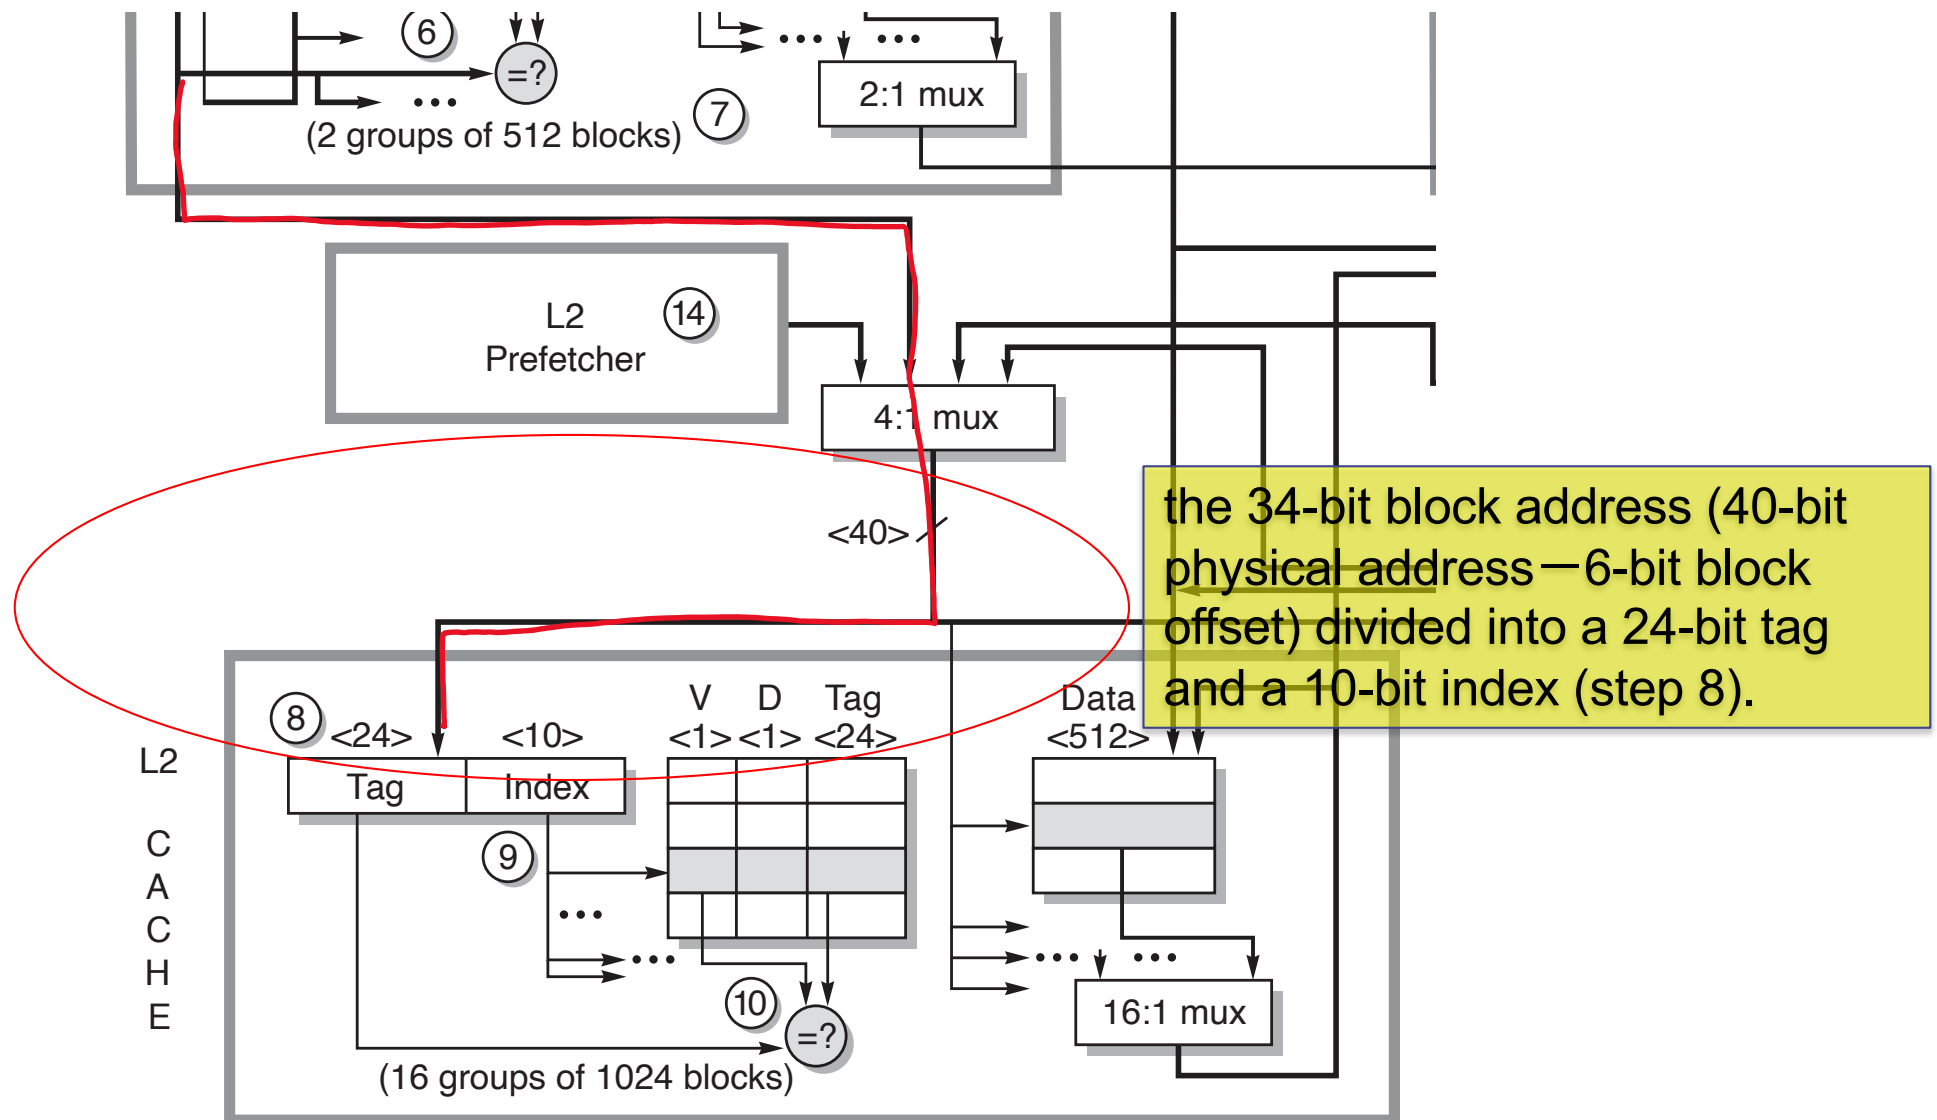 6
=?
2:1 mux
7
(2 groups of 512 blocks)
L2
Prefetcher
14
4:1 mux
<40>
the 34-bit block address (40-bit
physical address—6-bit block
offset) divided into a 24-bit tag
and a 10-bit index (step 8).
8
<24>
<10>
V
D
Tag
<1>
<1>
<24>
Data
<512>
L2
C
A
C
H
E
Tag
Index
9
10
=?
16:1 mux
(16 groups of 1024 blocks)